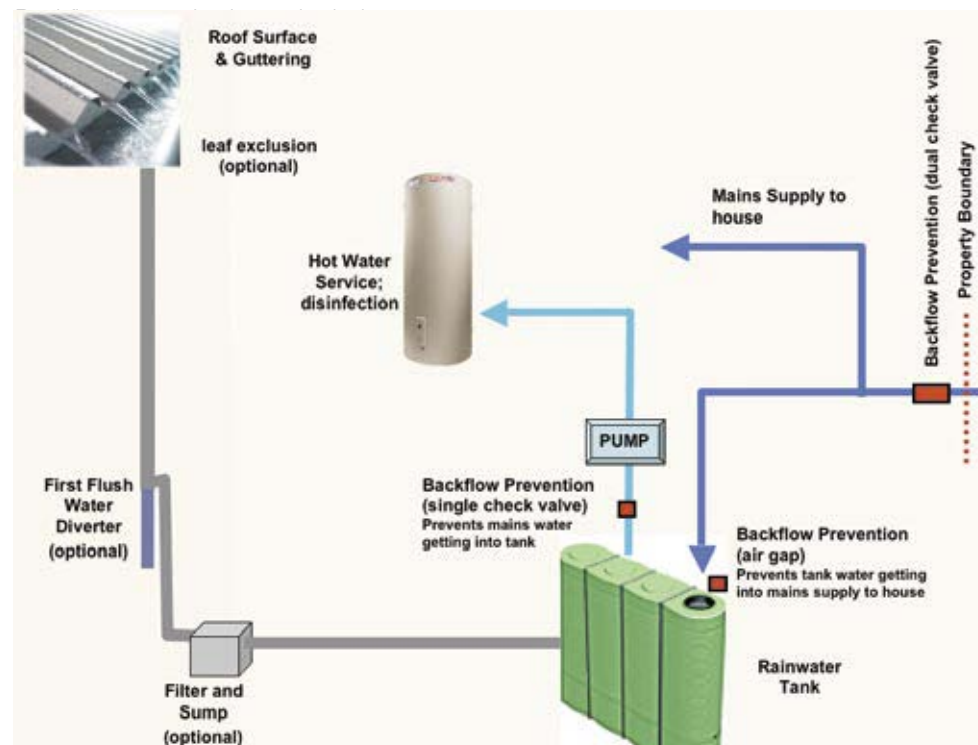 Roof Surface
& Guttering
leaf exclusion
(optional)
Hot Water
Service;
disinfection
Mains Supply to
house
Backflow Prevention (dual check valve)
Property Boundary
PUMP
First Flush
Water
Diverter
(optional)
Backflow Prevention
(single check valve)
Prevents mains water
getting into tank
Backflow Prevention
(air gap)
Prevents tank water getting
into mains supply to house
Rainwater
Tank
Filter and
Sump
(optional)